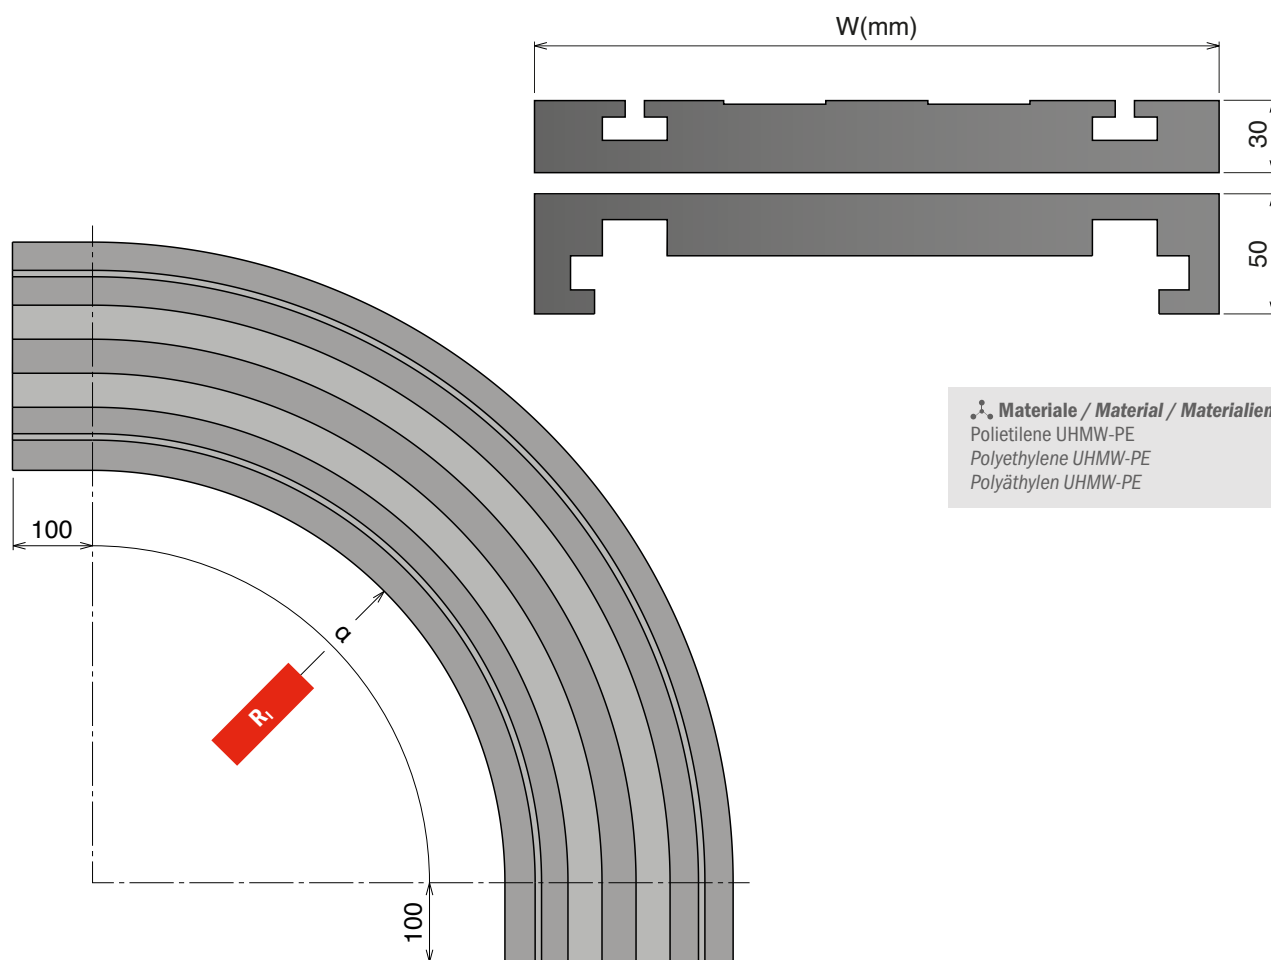 W(mm)
30
50
Materiale / Material / Materialien
Polietilene UHMW-PE
Polyethylene UHMW-PE
Polyäthylen UHMW-PE
100
α
R₁
100